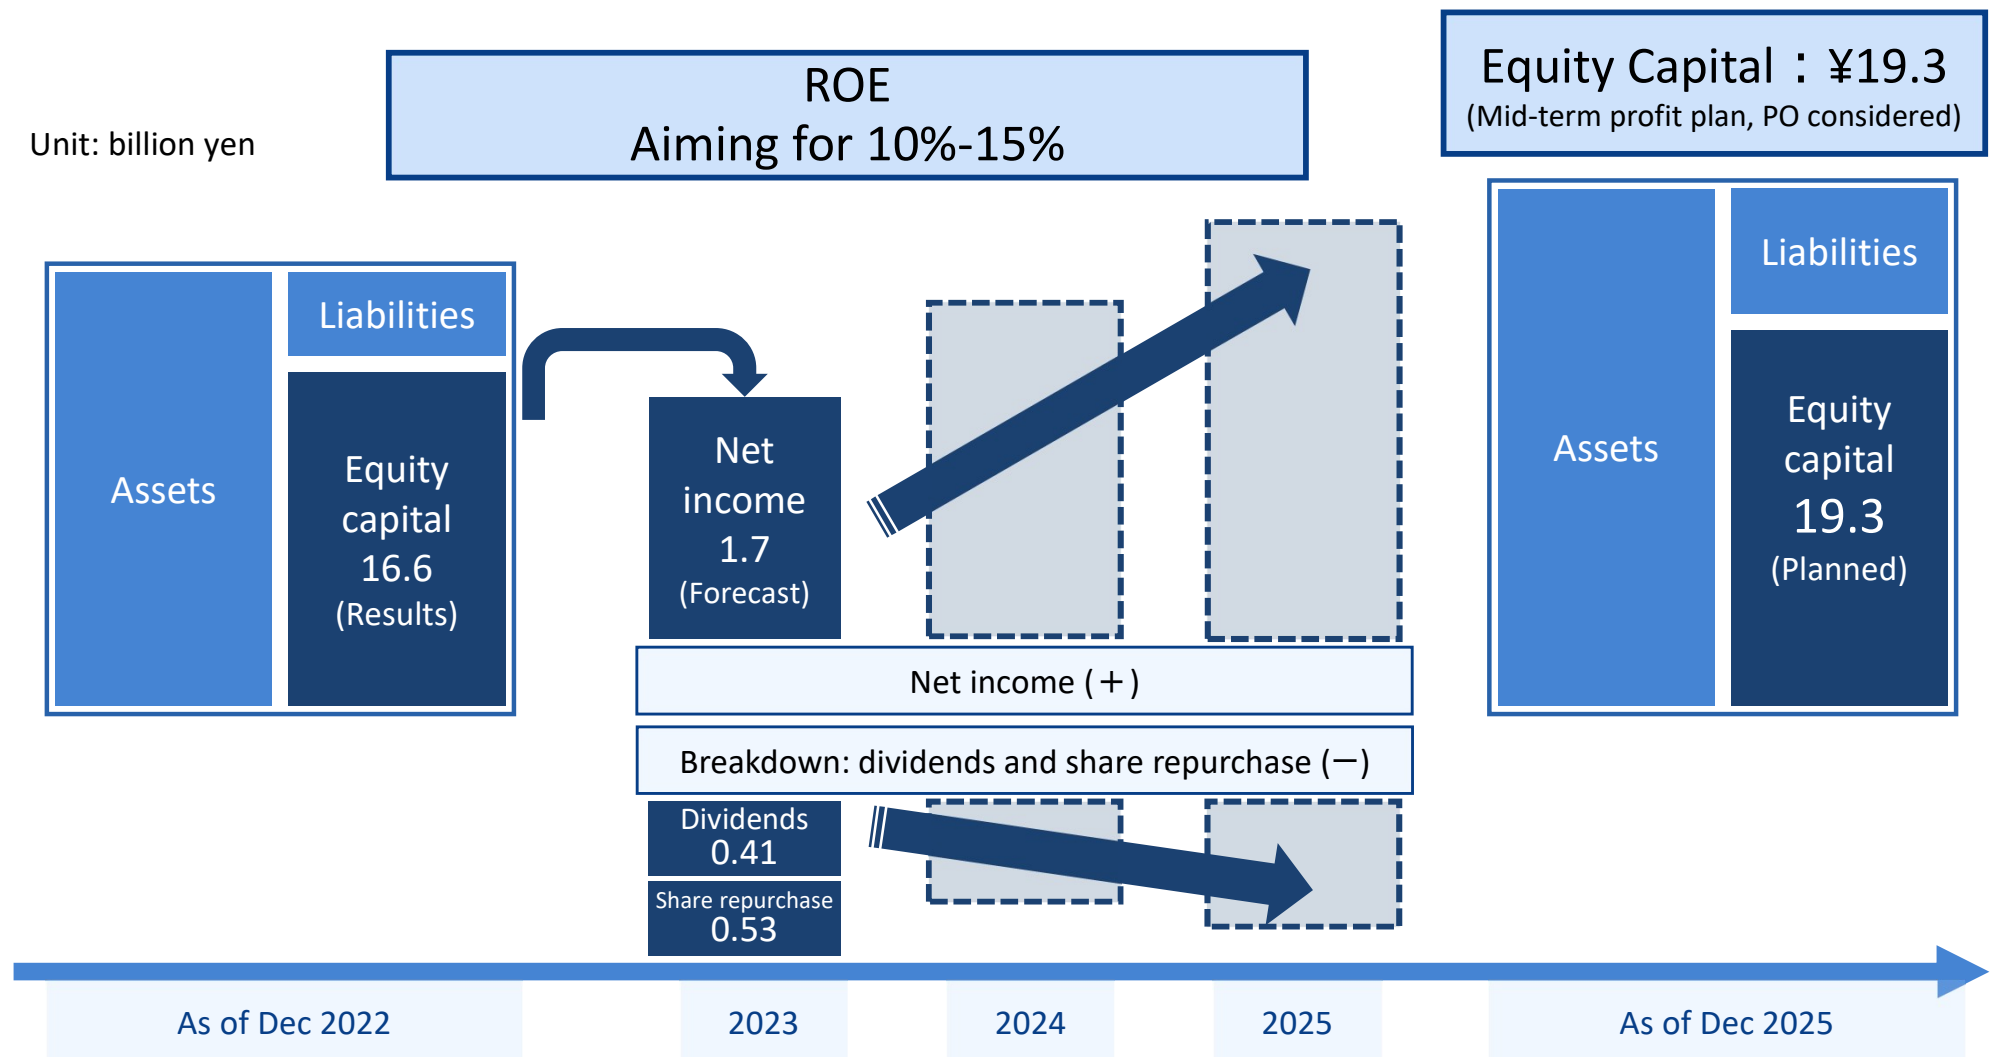 Unit: billion yen
ROE
Aiming for 10%-15%
Equity Capital：¥19.3
(Mid-term profit plan, PO considered)
Assets
Liabilities
Equity
capital
16.6
(Results)
Net
income
1.7
(Forecast)
Net income (＋)
Breakdown: dividends and share repurchase (－)
Dividends
0.41
Share repurchase
0.53
Assets
Liabilities
Equity
capital
19.3
(Planned)
As of Dec 2022
2023
2024
2025
As of Dec 2025